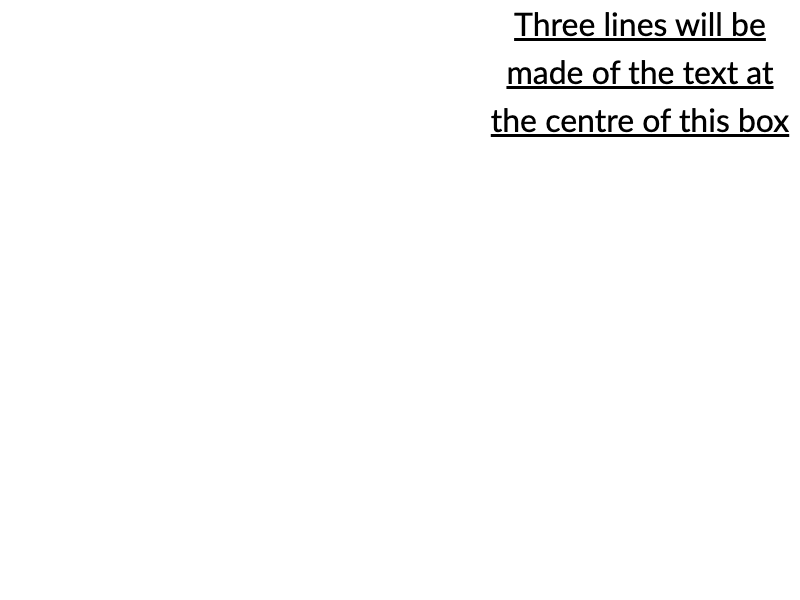 Three lines will be
made of the text at
the centre of this box